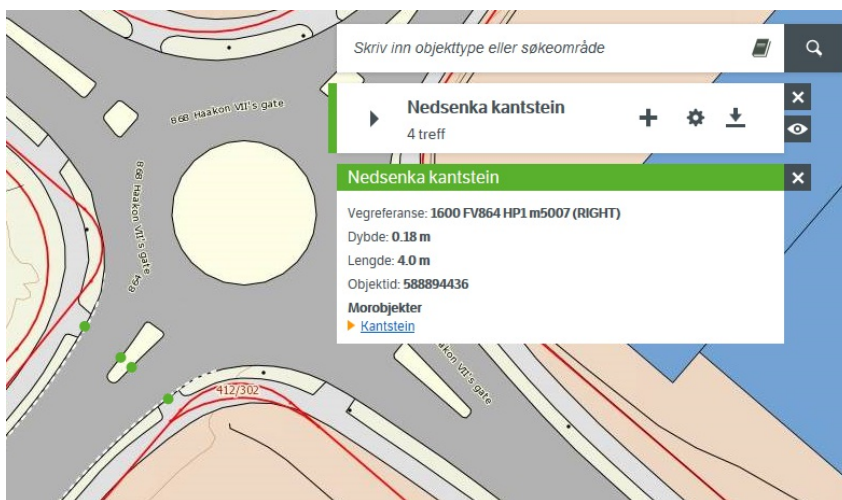 Skriv inn objekttype eller søkeområde
Nedsenka kantstein
4 treff
Nedsenka kantstein
Vegreferanse: 1600 FV864 HP1 m5007 (RIGHT)
Dybde: 0.18 m
Lengde: 4.0 m
Objektid: 588894436
Morobjekter
Kantstein
868 Haakon VII's gate
868 Haakon VII's gate
864
Haakon VII's gate
412/302